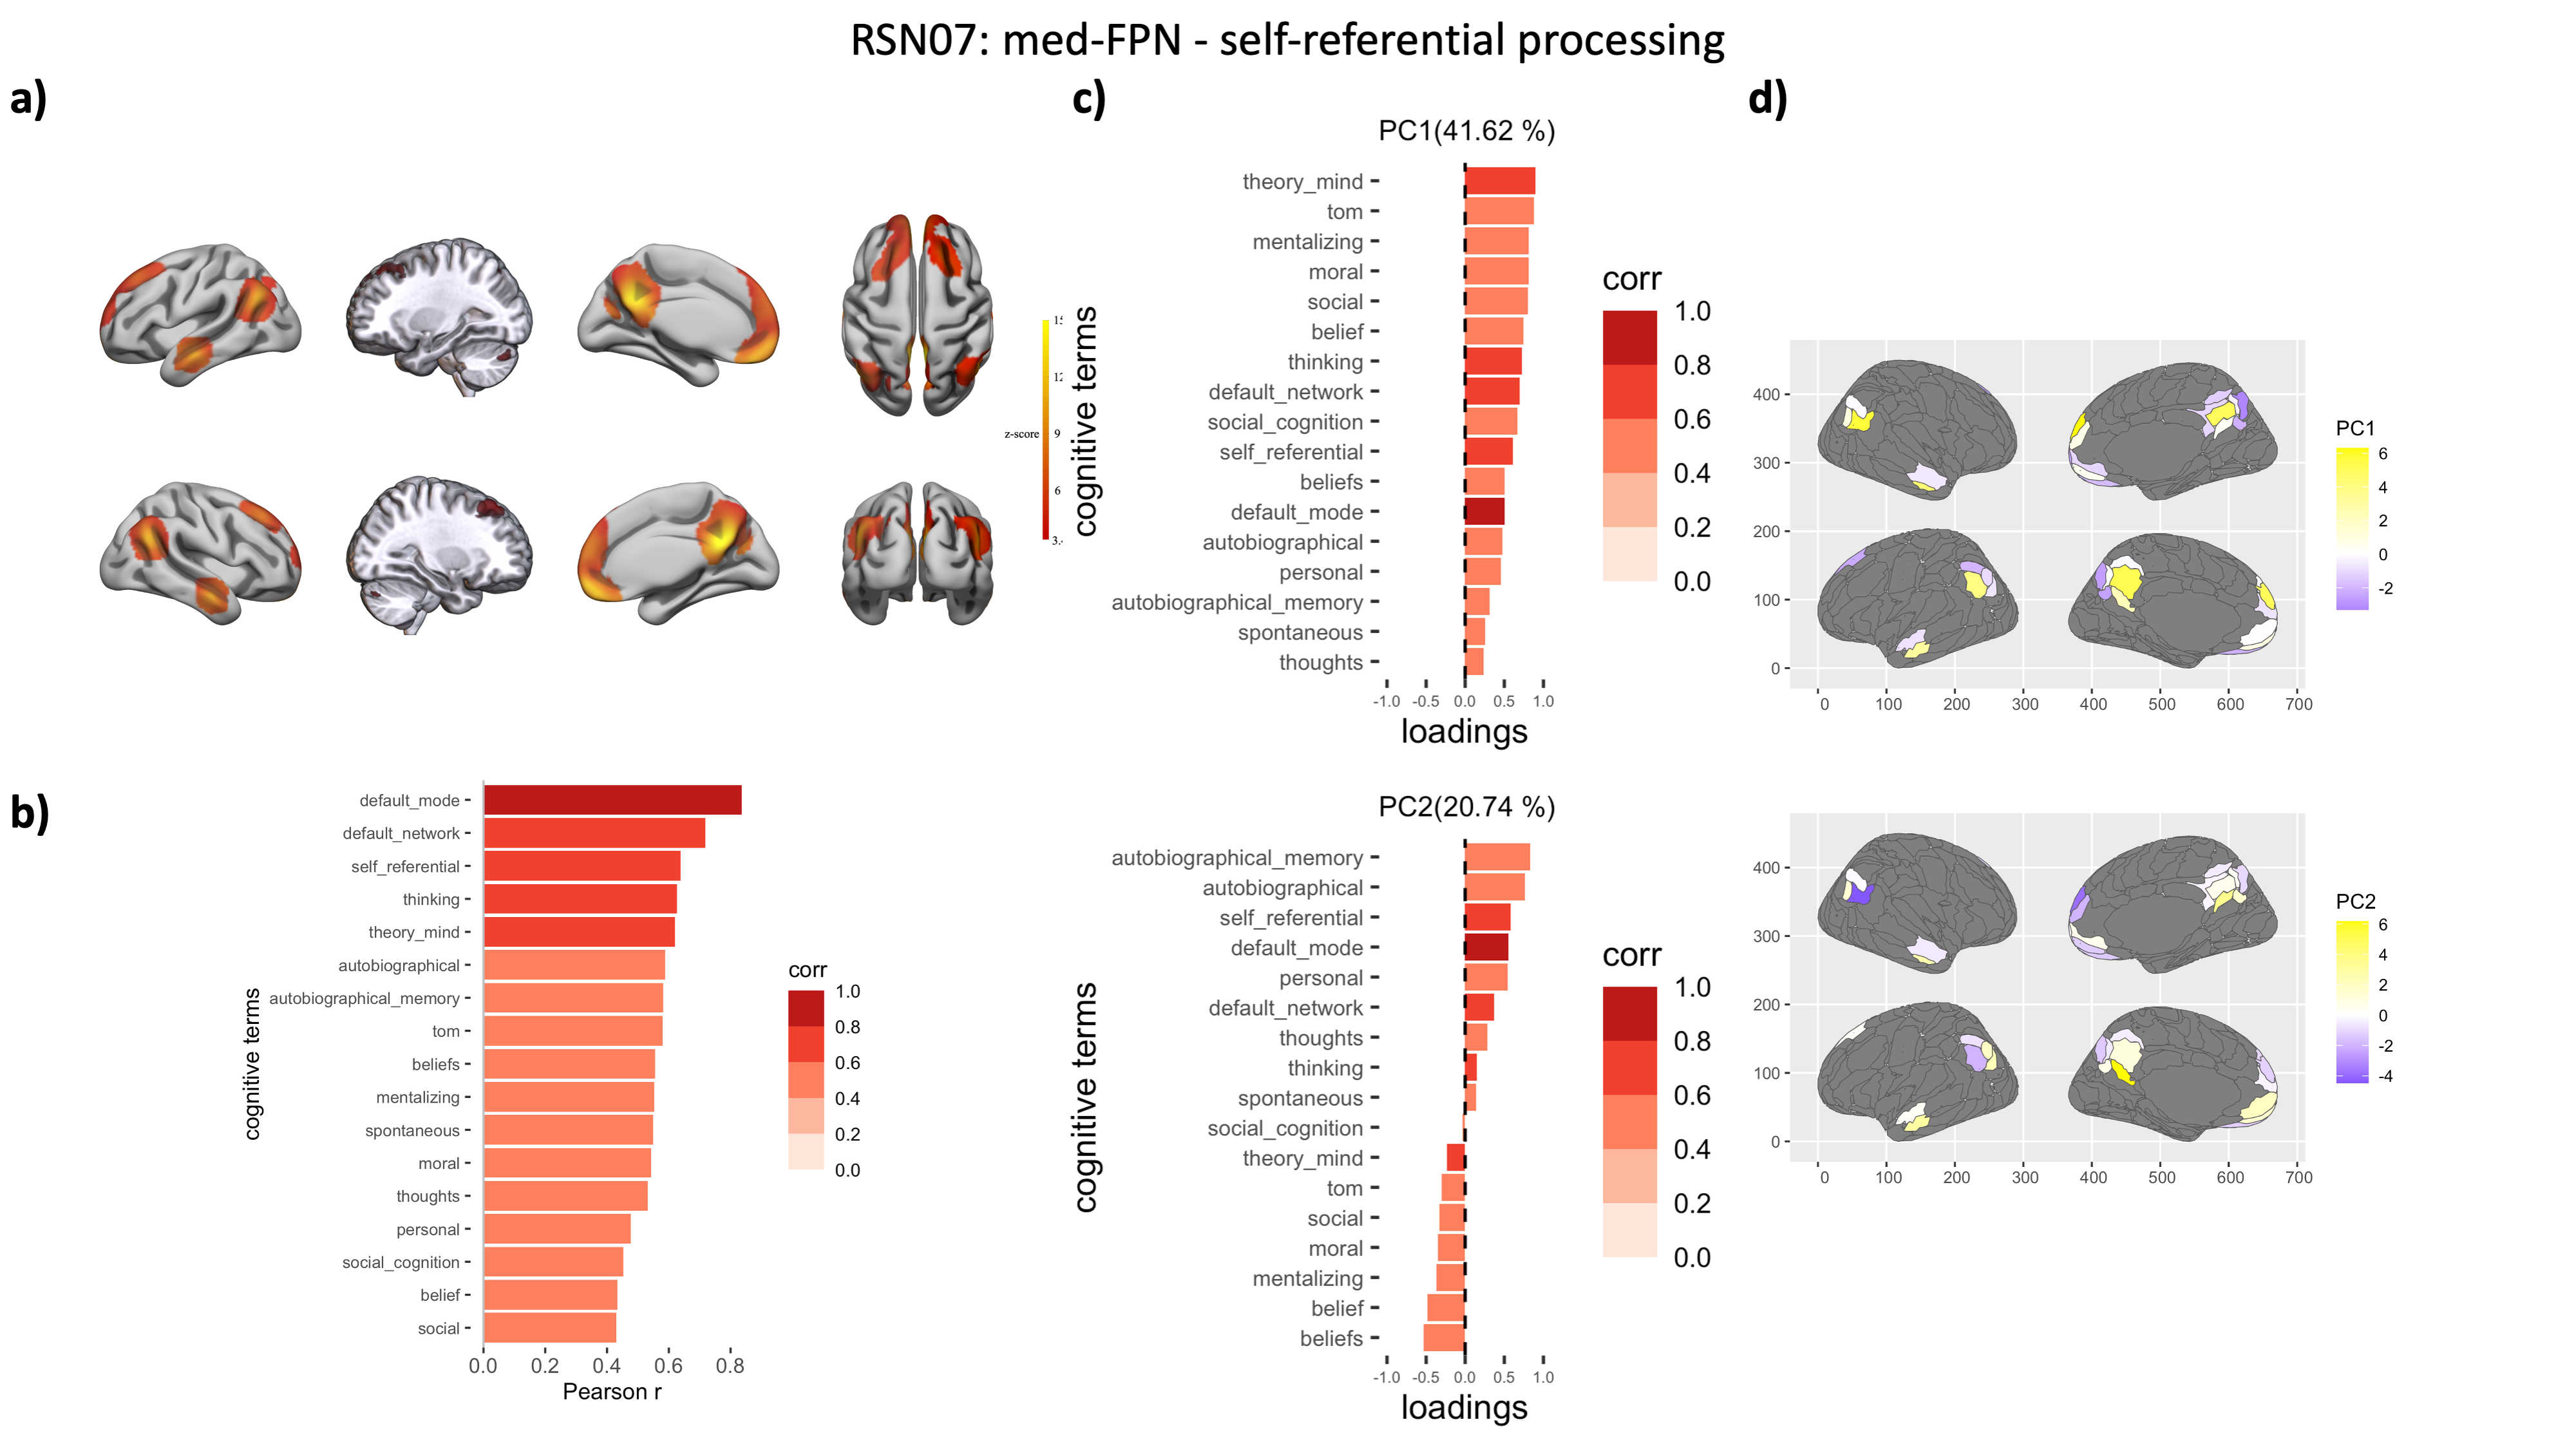 RSN07: med-FPN - self-referential processing
a)
z-score
15
12
9
6
3.
b)
default_mode
default_network
self_referential
thinking
theory_mind
autobiographical
autobiographical_memory
tom
beliefs
mentalizing
spontaneous
moral
thoughts
personal
social_cognition
belief
social
cognitive terms
0.0 0.2 0.4 0.6 0.8
Pearson r
corr
1.0
0.8
0.6
0.4
0.2
0.0
c)
PC1(41.62 %)
theory_mind
tom
mentalizing
moral
social
belief
thinking
default_network
social_cognition
self_referential
beliefs
default_mode
autobiographical
personal
autobiographical_memory
spontaneous
thoughts
cognitive terms
-1.0 -0.5 0.0 0.5 1.0
loadings
corr
1.0
0.8
0.6
0.4
0.2
0.0
PC2(20.74 %)
autobiographical_memory
autobiographical
self_referential
default_mode
personal
default_network
thoughts
thinking
spontaneous
social_cognition
theory_mind
tom
social
moral
mentalizing
belief
beliefs
cognitive terms
-1.0 -0.5 0.0 0.5 1.0
loadings
corr
1.0
0.8
0.6
0.4
0.2
0.0
d)
400
300
200
100
0
0 100 200 300 400 500 600 700
PC1
6
4
2
0
-2
400
300
200
100
0
0 100 200 300 400 500 600 700
PC2
6
4
2
0
-2
-4